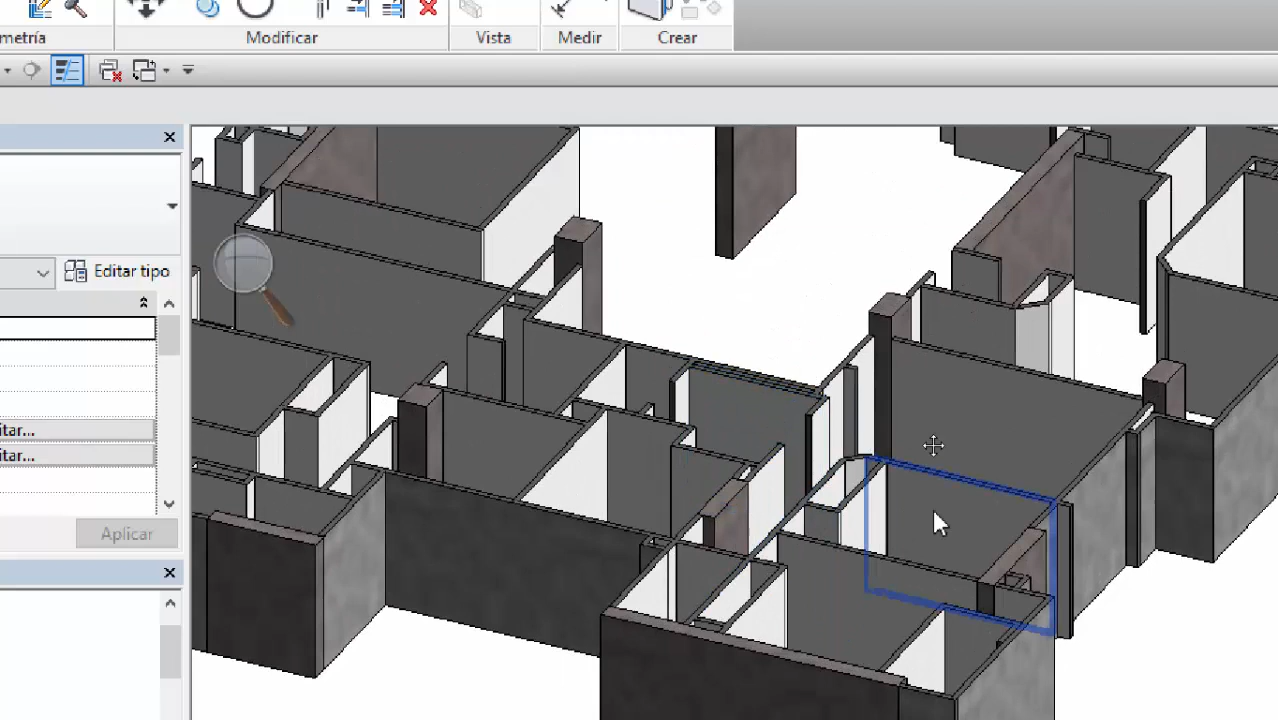 metría
Modificar
Vista
Medir
Crear
Editar tipo
itar...
itar...
Aplicar